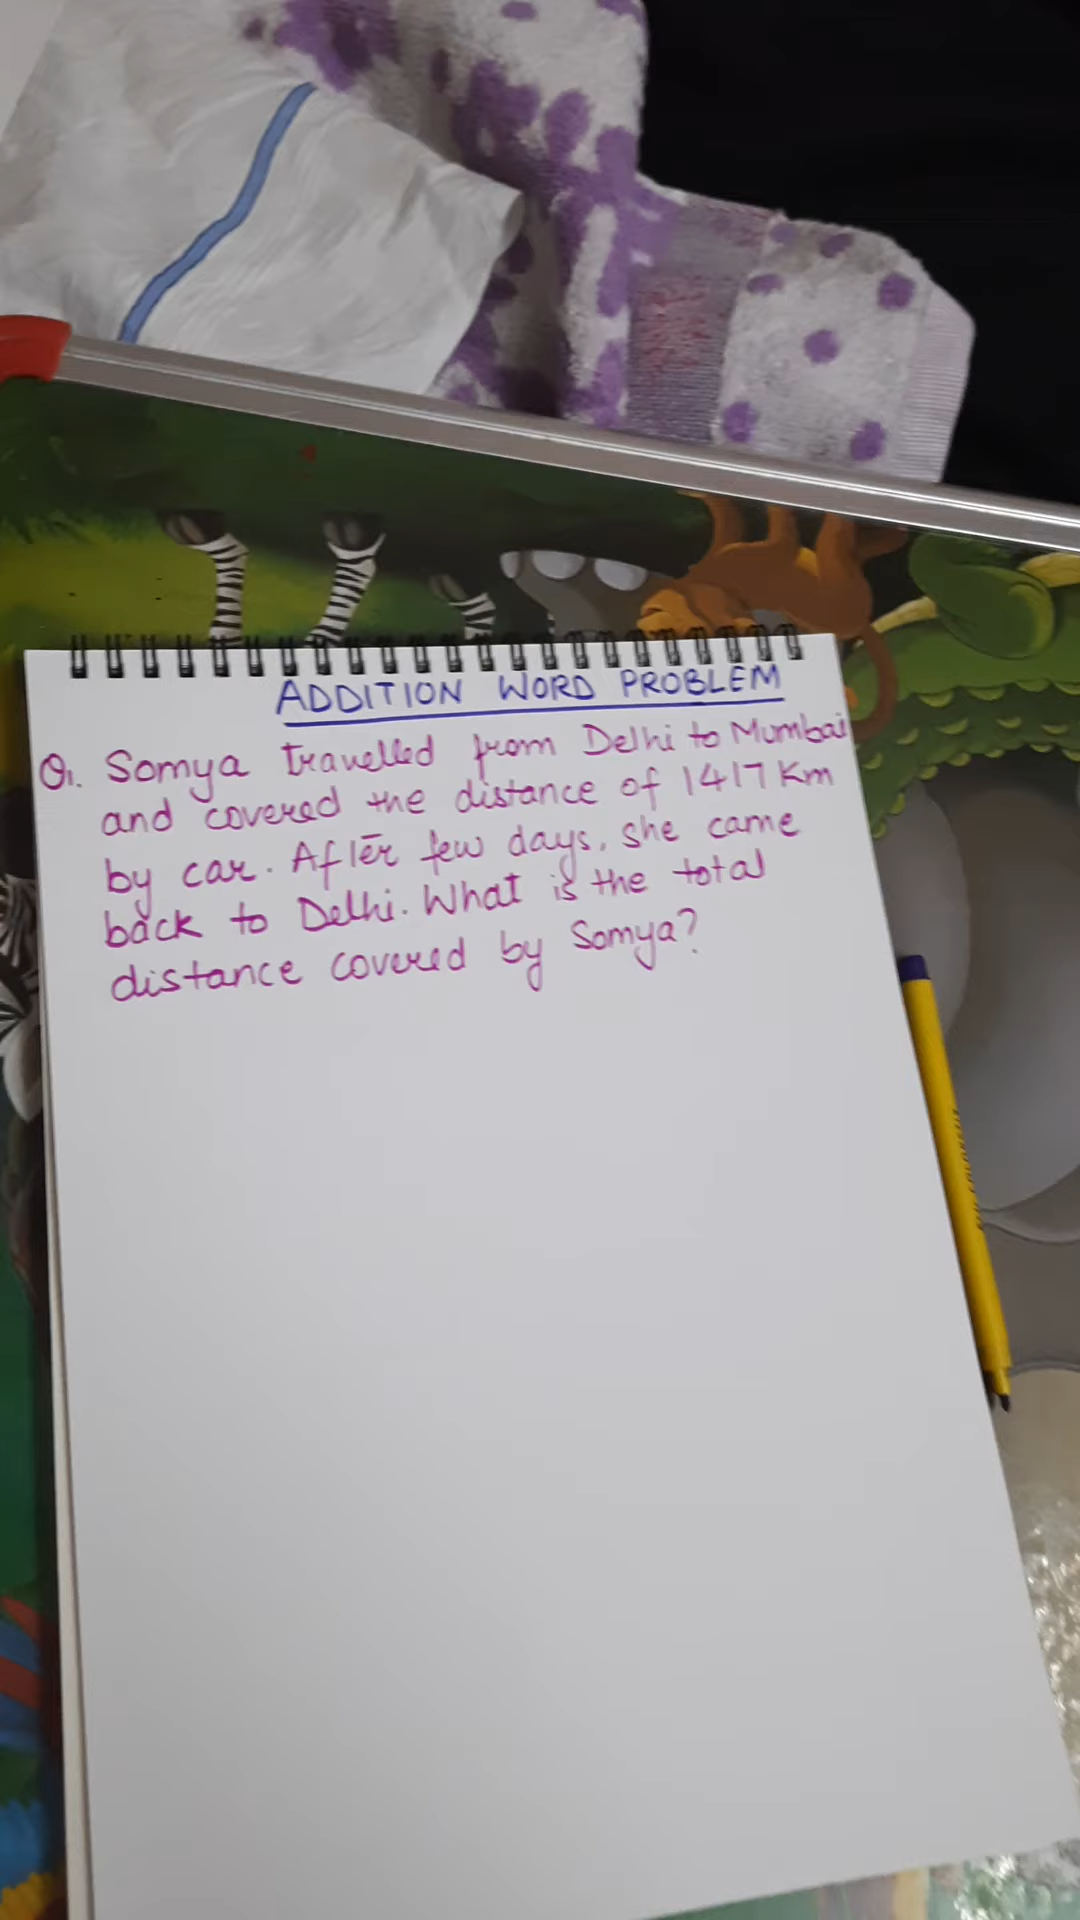 ADDITION WORD PROBLEM
Q1. Somya travelled from Delhi to Mumbai
and covered the distance of 1417 Km
by car. After few days, she came
back to Delhi. What is the total
distance covered by Somya?